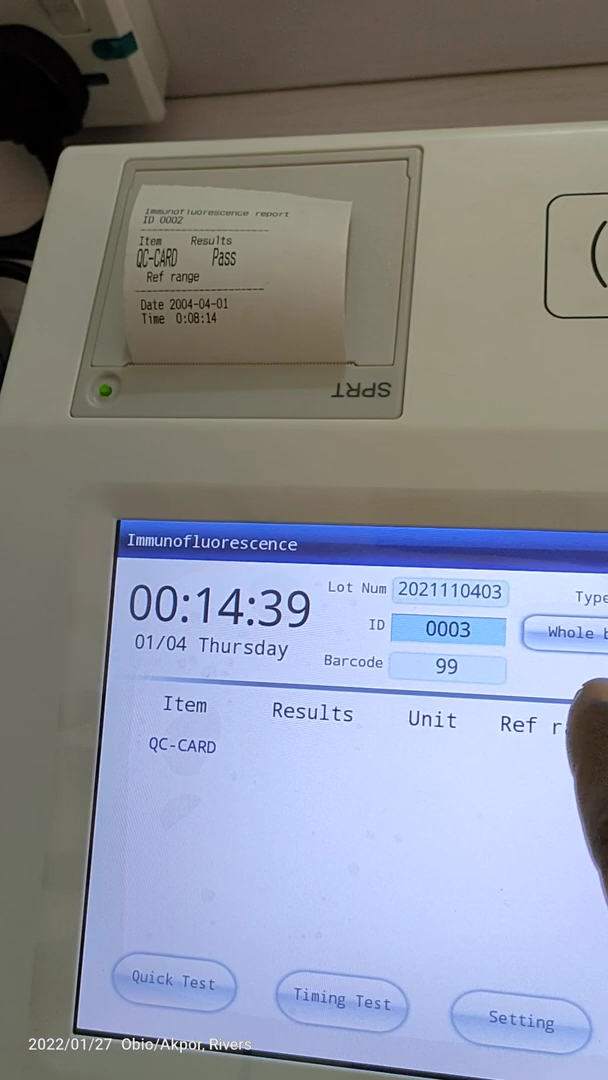 Immunofluorescence report
ID 0002
Item Results
QC-CARD Pass
Ref range
Date 2004-04-01
Time 0:08:14
SPRT
Immunofluorescence
00:14:39
01/04 Thursday
Lot Num 2021110403
ID 0003
Barcode 99
Type
Whole
Item Results Unit Ref
QC-CARD
Quick Test Timing Test Setting
2022/01/27 Obio/Akpor, Rivers